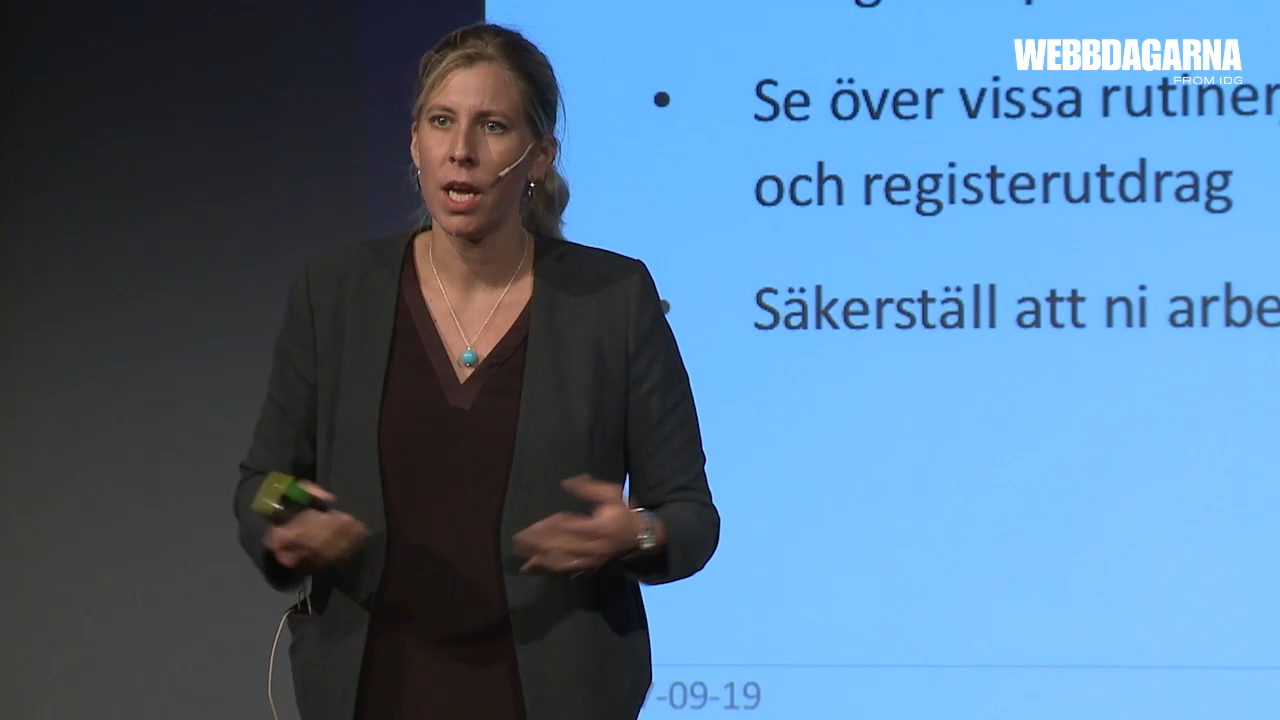 WEBBDAGARNA
FROM IDG
Se över vissa rutiner
och registerutdrag
Säkerställ att ni arbe
-09-19